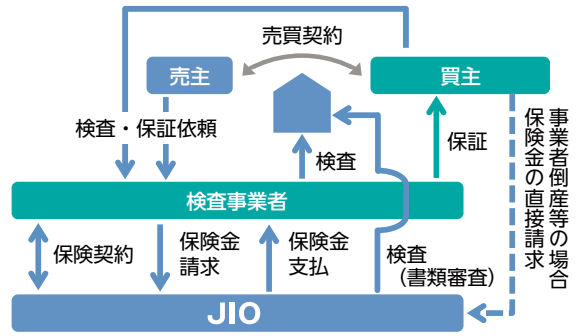 売買契約
売主
買主
検査・保証依頼
検査
保証
事業者倒産等の場合
保険金の直接請求
検査事業者
保険契約
保険金
請求
保険金
支払
検査
（書類審査）
JIO